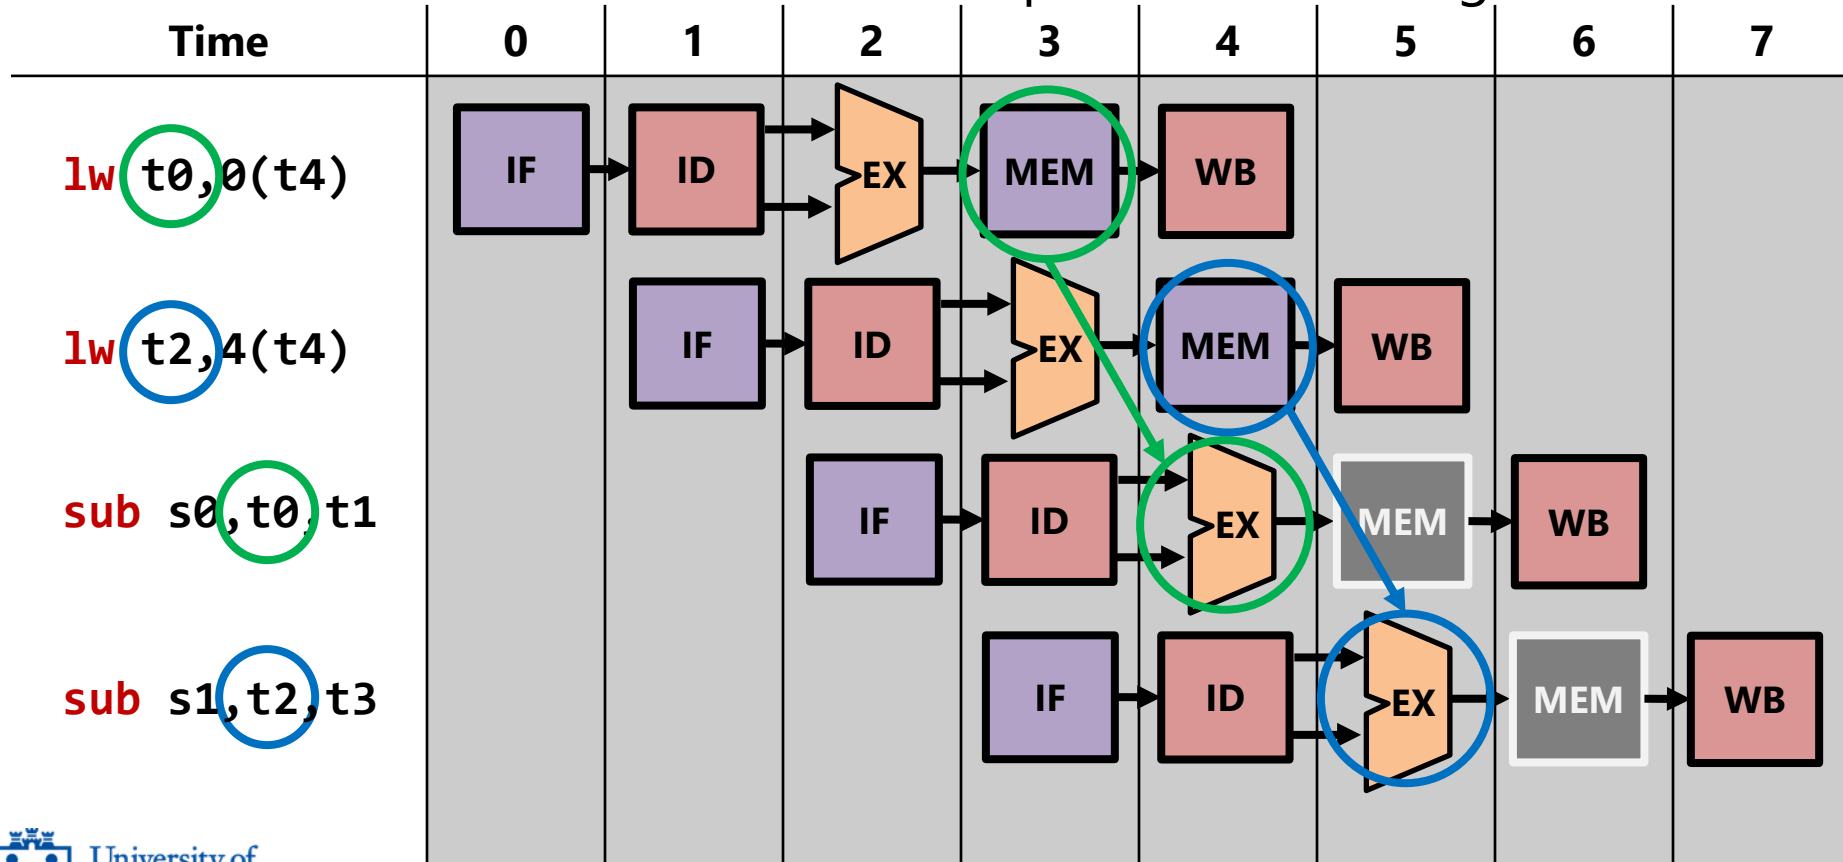 Time 0 1 2 3 4 5 6 7
lw t0,0(t4) IF ID EX MEM WB
lw t2,4(t4) IF ID EX MEM WB
sub s0,t0,t1 IF ID EX MEM WB
sub s1,t2,t3 IF ID EX MEM WB
University of